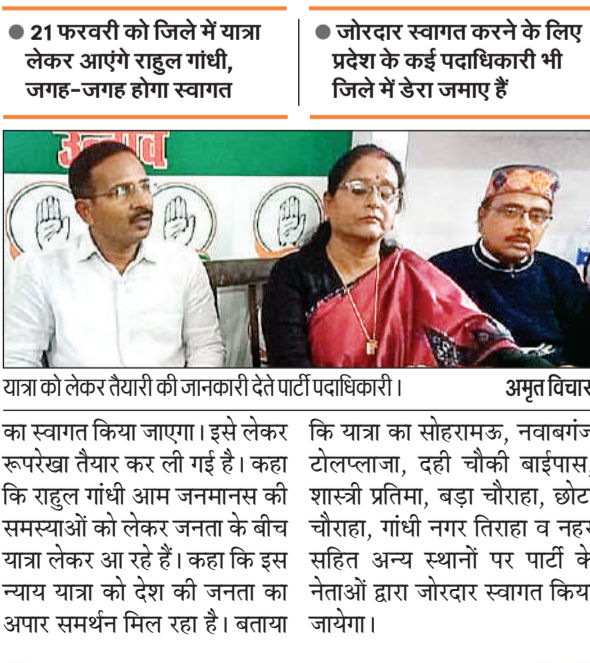 ● 21 फरवरी को जिले में यात्रा
लेकर आएंगे राहुल गांधी,
जगह-जगह होगा स्वागत
● जोरदार स्वागत करने के लिए
प्रदेश के कई पदाधिकारी भी
जिले में डेरा जमाए हैं
उन्नाव
यात्रा को लेकर तैयारी की जानकारी देते पार्टी पदाधिकारी।
अमृत विचार
का स्वागत किया जाएगा। इसे लेकर
रूपरेखा तैयार कर ली गई है। कहा
कि राहुल गांधी आम जनमानस की
समस्याओं को लेकर जनता के बीच
यात्रा लेकर आ रहे हैं। कहा कि इस
न्याय यात्रा को देश की जनता का
अपार समर्थन मिल रहा है। बताया
कि यात्रा का सोहरामऊ, नवाबगंज
टोलप्लाजा, दही चौकी बाईपास,
शास्त्री प्रतिमा, बड़ा चौराहा, छोट
चौराहा, गांधी नगर तिराहा व नहर
सहित अन्य स्थानों पर पार्टी के
नेताओं द्वारा जोरदार स्वागत किय
जायेगा।